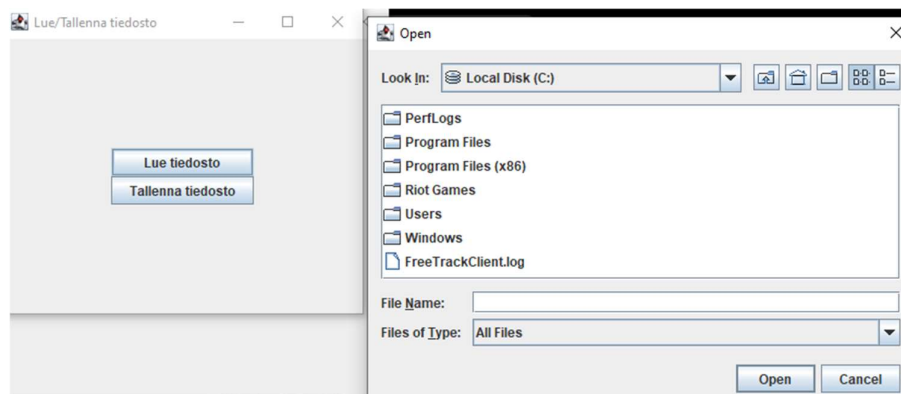 Lue/Tallenna tiedosto
Lue tiedosto
Tallenna tiedosto
Open
Look In: Local Disk (C:)
PerfLogs
Program Files
Program Files (x86)
Riot Games
Users
Windows
FreeTrackClient.log
File Name:
Files of Type: All Files
Open Cancel